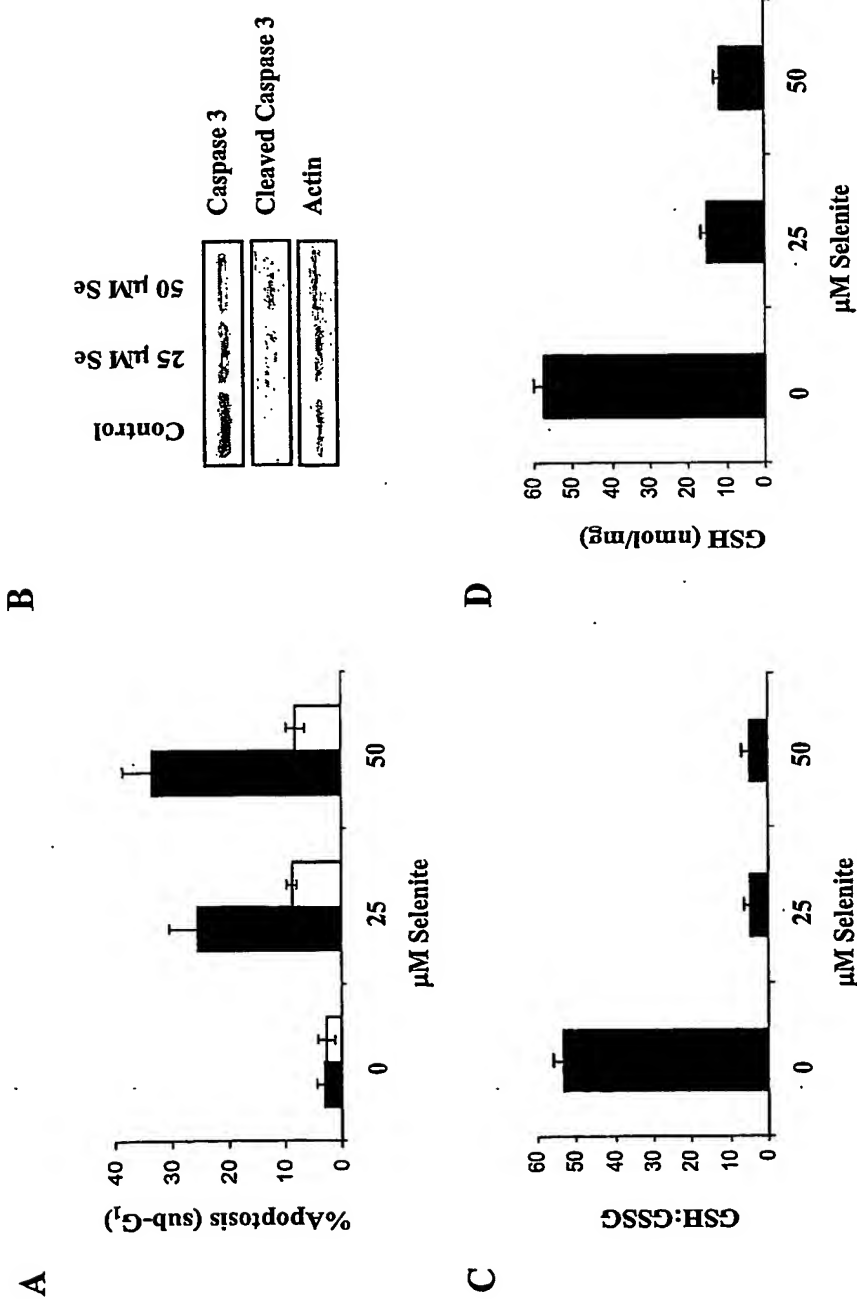 A
%Apoptosis (sub-G₁)
40
30
20
10
0
0
25
50
µM Selenite
B
Control
25 µM Se
50 µM Se
Caspase 3
Cleaved Caspase 3
Actin
C
GSH:GSSG
60
50
40
30
20
10
0
0
25
50
µM Selenite
D
GSH (nmol/mg)
60
50
40
30
20
10
0
0
25
50
µM Selenite